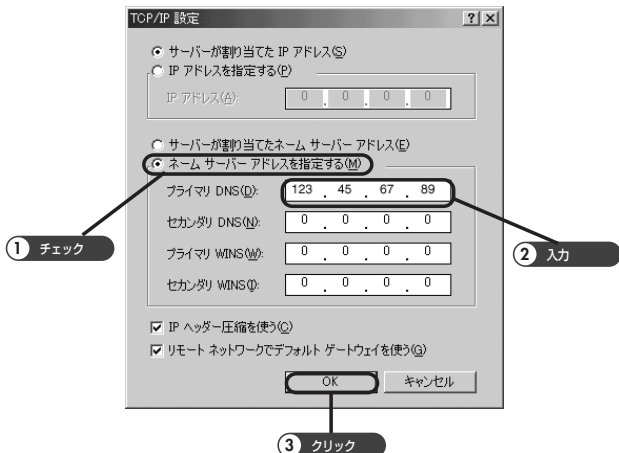 TCP/IP 設定
サーバーが割り当てた IP アドレス(S)
IP アドレスを指定する(P)
IP アドレス(A): 0 . 0 . 0 . 0
サーバーが割り当てたネーム サーバー アドレス(E)
ネーム サーバー アドレスを指定する(M)
プライマリ DNS(D): 123 . 45 . 67 . 89
セカンダリ DNS(N): 0 . 0 . 0 . 0
1 チェック
2 入力
プライマリ WINS(W): 0 . 0 . 0 . 0
セカンダリ WINS(I): 0 . 0 . 0 . 0
IP ヘッダー圧縮を使う(C)
リモート ネットワークでデフォルト ゲートウェイを使う(G)
OK キャンセル
3 クリック